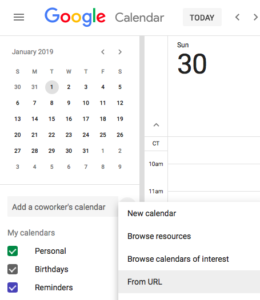 Google Calendar TODAY
January 2019
S M T W T F S
30 31 1 2 3 4 5
6 7 8 9 10 11 12
13 14 15 16 17 18 19
20 21 22 23 24 25 26
27 28 29 30 31 1 2
3 4 5 6 7 8 9
Sun
30
CT
10am
11am
Add a coworker's calendar
My calendars
Personal
Birthdays
Reminders
New calendar
Browse resources
Browse calendars of interest
From URL